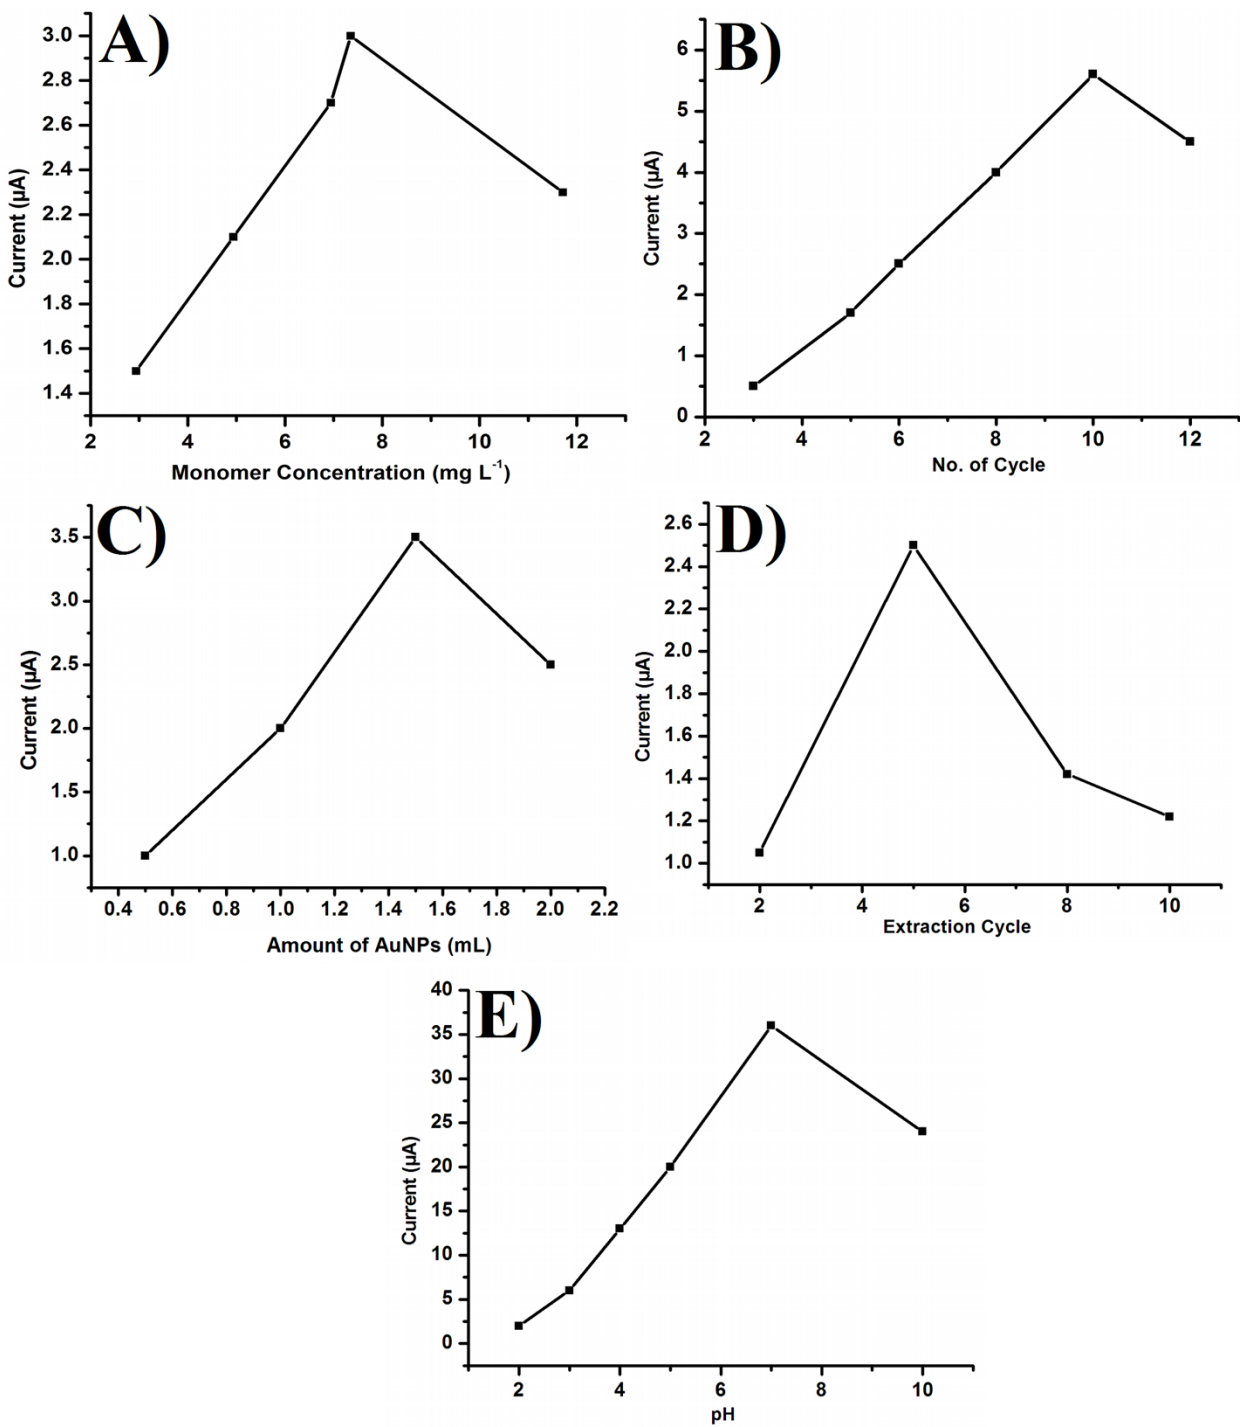 A)
3.0
2.8
2.6
2.4
2.2
2.0
1.8
1.6
1.4
Current (µA)
2 4 6 8 10 12
Monomer Concentration (mg L⁻¹)
B)
6
5
4
3
2
1
0
Current (µA)
2 4 6 8 10 12
No. of Cycle
C)
3.5
3.0
2.5
2.0
1.5
1.0
Current (µA)
0.4 0.6 0.8 1.0 1.2 1.4 1.6 1.8 2.0 2.2
Amount of AuNPs (mL)
D)
2.6
2.4
2.2
2.0
1.8
1.6
1.4
1.2
1.0
Current (µA)
2 4 6 8 10
Extraction Cycle
E)
40
35
30
25
20
15
10
5
0
Current (µA)
2 4 6 8 10
pH